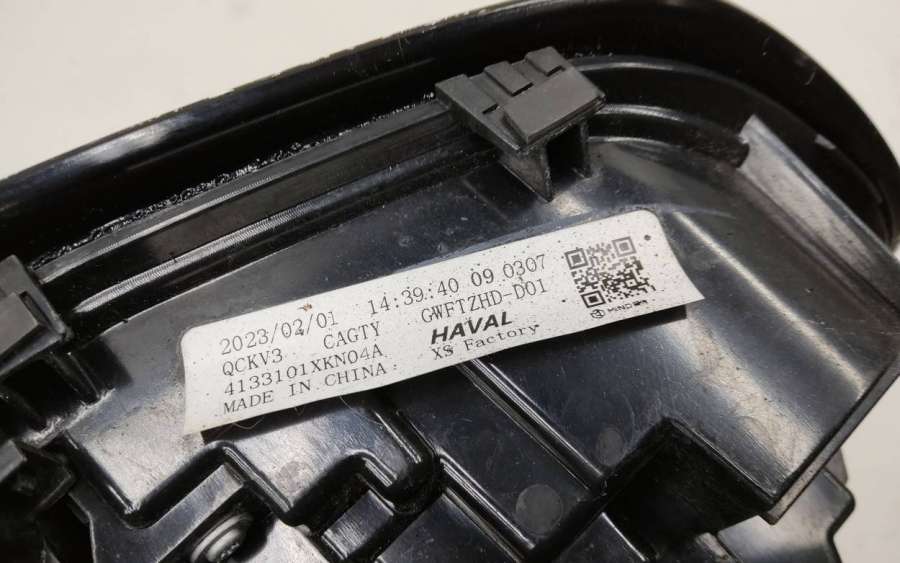 2023/02/01 14:39:40 09 0307
QCKV3 CAGTY GWFTZHD-D01
4133101XKN04A HAVAL
MADE IN CHINA: XS Factory
MIND